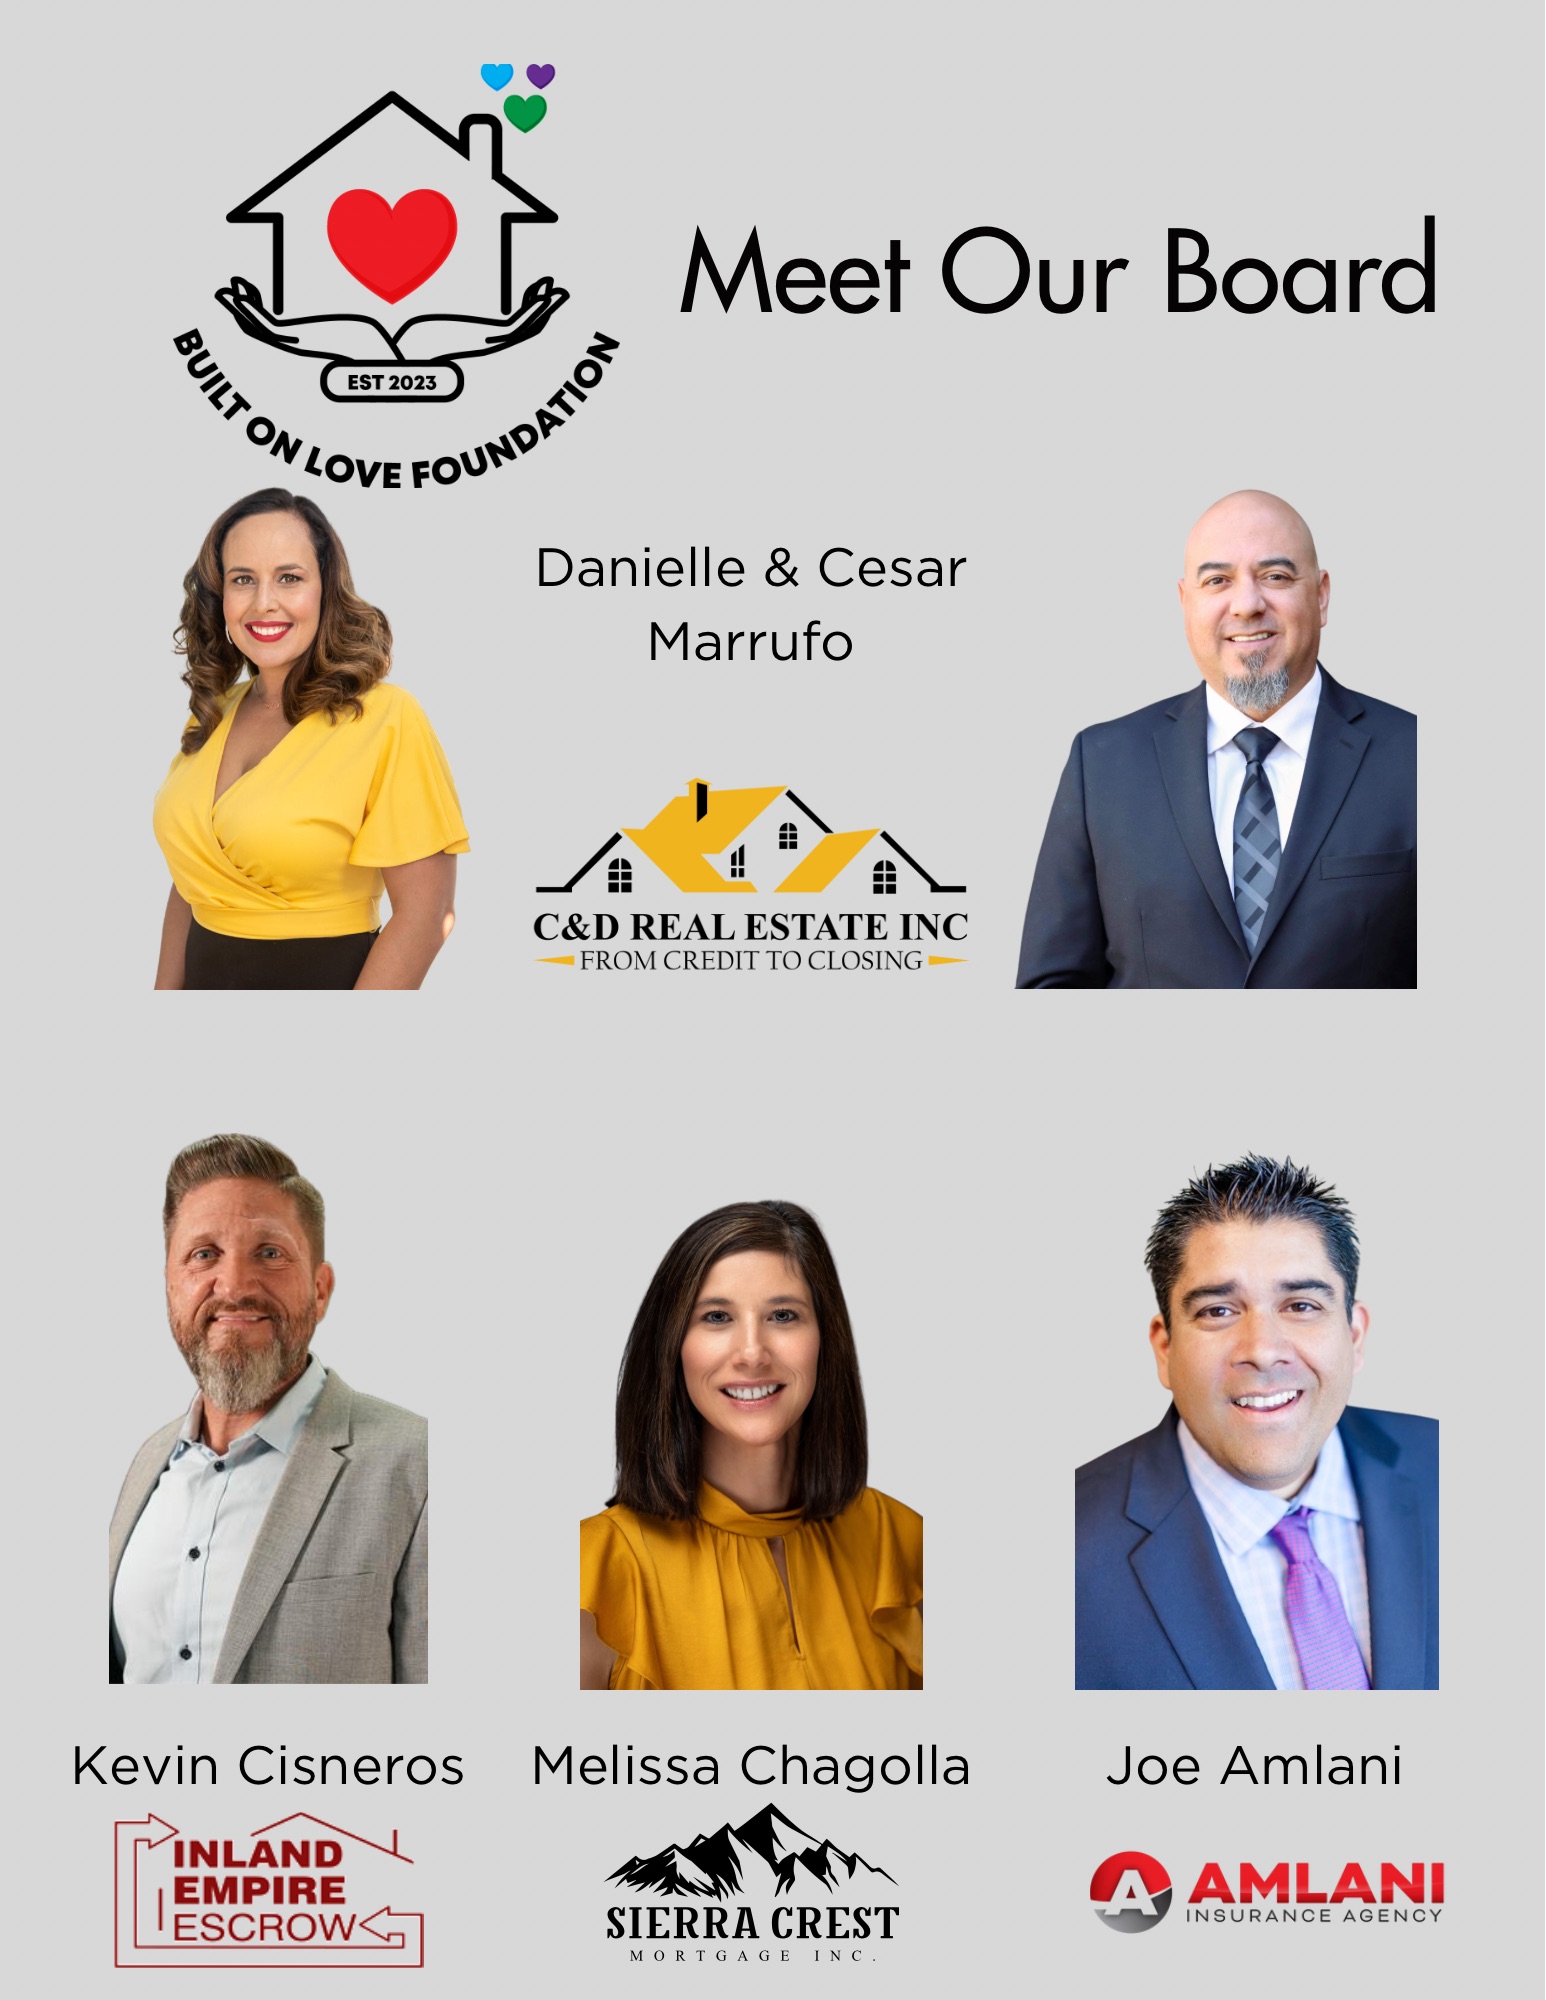 Meet Our Board
EST 2023
BUILT ON LOVE FOUNDATION
Danielle & Cesar
Marrufo
C&D REAL ESTATE INC
FROM CREDIT TO CLOSING
Kevin Cisneros
INLAND
EMPIRE
ESCROW
Melissa Chagolla
SIERRA CREST
MORTGAGE INC.
Joe Amlani
A AMLANI
INSURANCE AGENCY